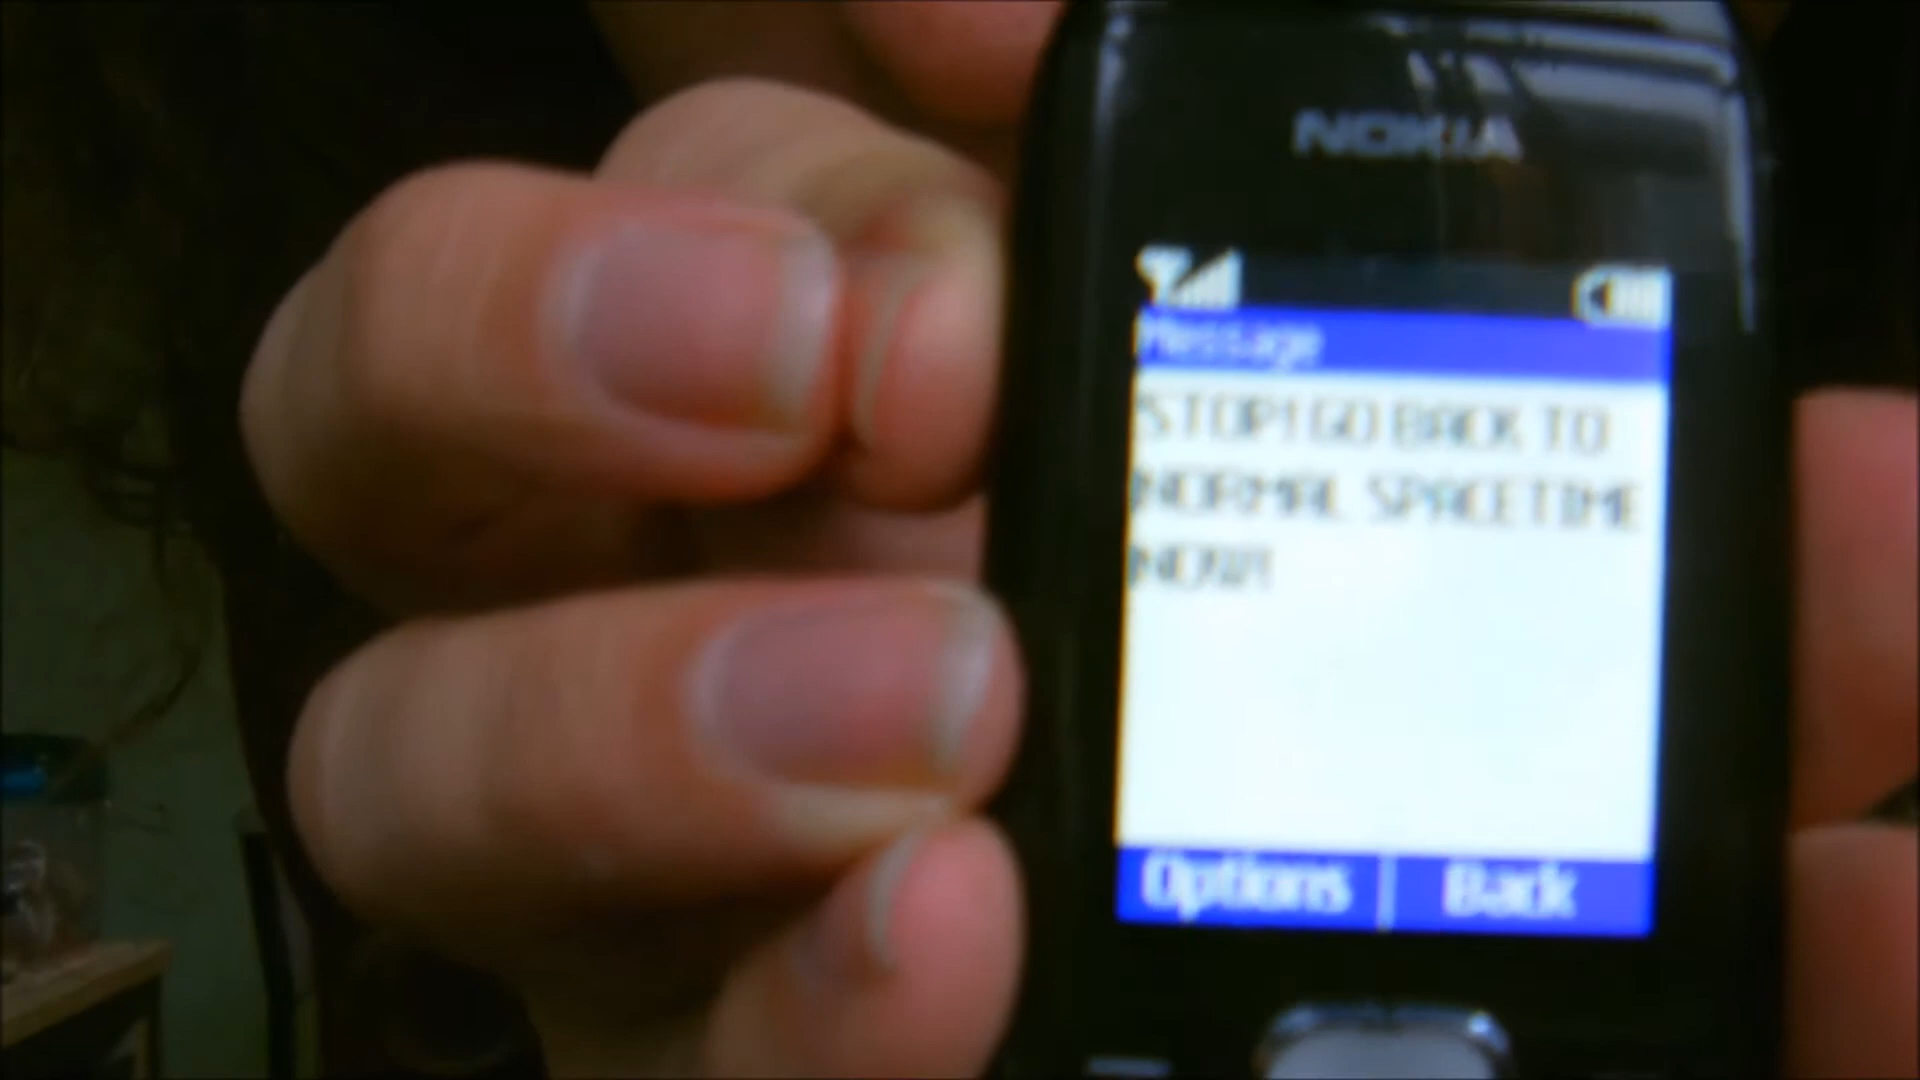 NOKIA
Message
STOP! GO BACK TO
NORMAL SPACETIME
NOW!
Options Back